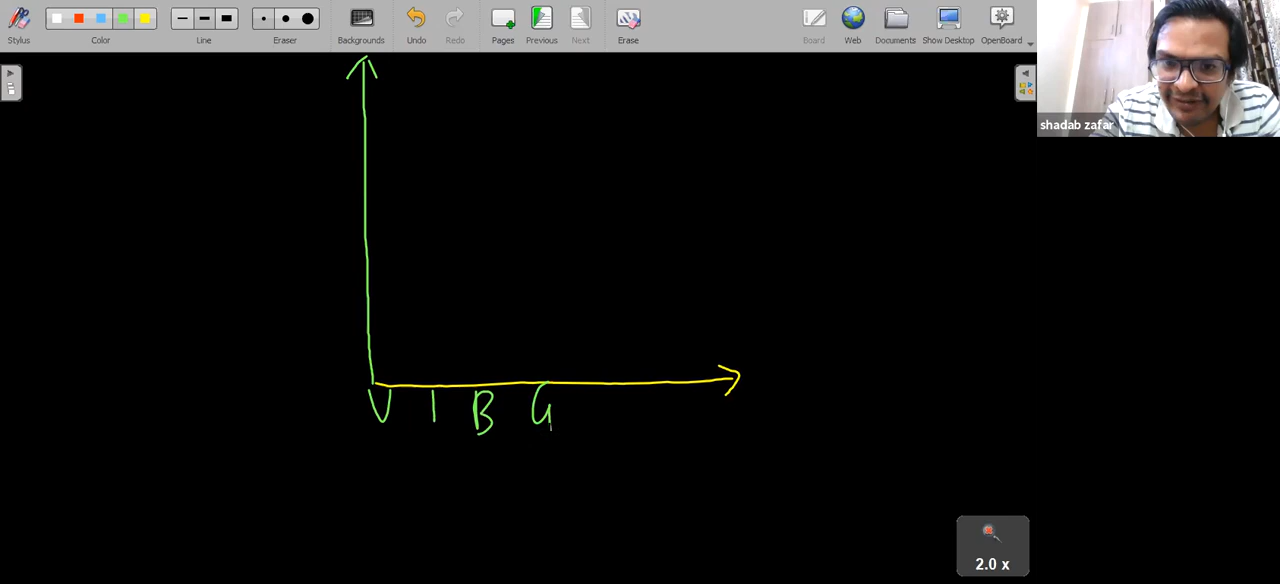 Stylus Color Line Eraser Backgrounds Undo Redo Pages Previous Next Erase Board Web Documents Show Desktop OpenBoard
shadab zafar
V I B G
2.0 x